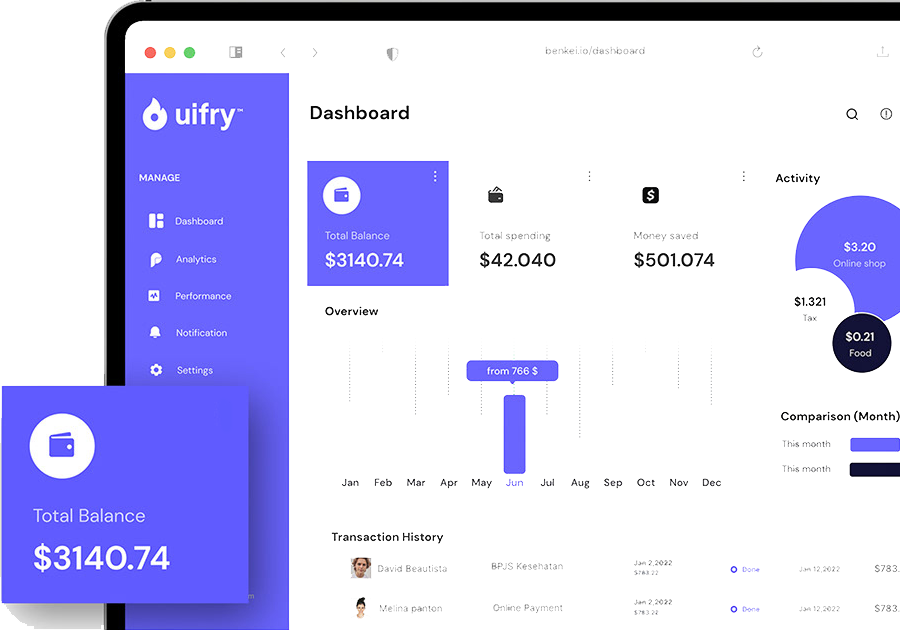 benkei.io/dashboard
uifry™
MANAGE
Dashboard
Analytics
Performance
Notification
Settings
Total Balance
$3140.74
Dashboard
Total Balance
$3140.74
Total spending
$42.040
Money saved
$501.074
Activity
$3.20
Online shop
$1.321
Tax
$0.21
Food
Overview
from 766 $
Jan Feb Mar Apr May Jun Jul Aug Sep Oct Nov Dec
Comparison (Month)
This month
This month
Transaction History
David Beautista BPJS Kesehatan Jan 2,2022 Done Jan 12,2022 $783.
$783.22
Melina panton Online Payment Jan 2,2022 Done Jan 12,2022 $783.
$783.22